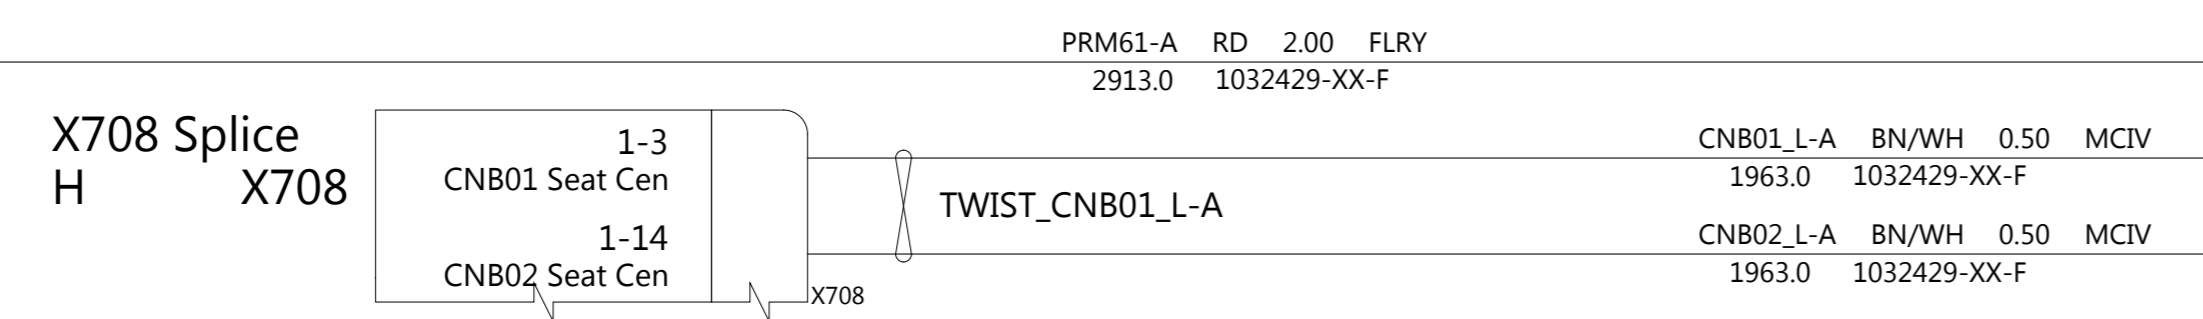 PRM61-A RD 2.00 FLRY
2913.0 1032429-XX-F
X708 Splice
H X708
1-3
CNB01 Seat Cen
1-14
CNB02 Seat Cen
X708
TWIST_CNB01_L-A
CNB01_L-A BN/WH 0.50 MCIV
1963.0 1032429-XX-F
CNB02_L-A BN/WH 0.50 MCIV
1963.0 1032429-XX-F